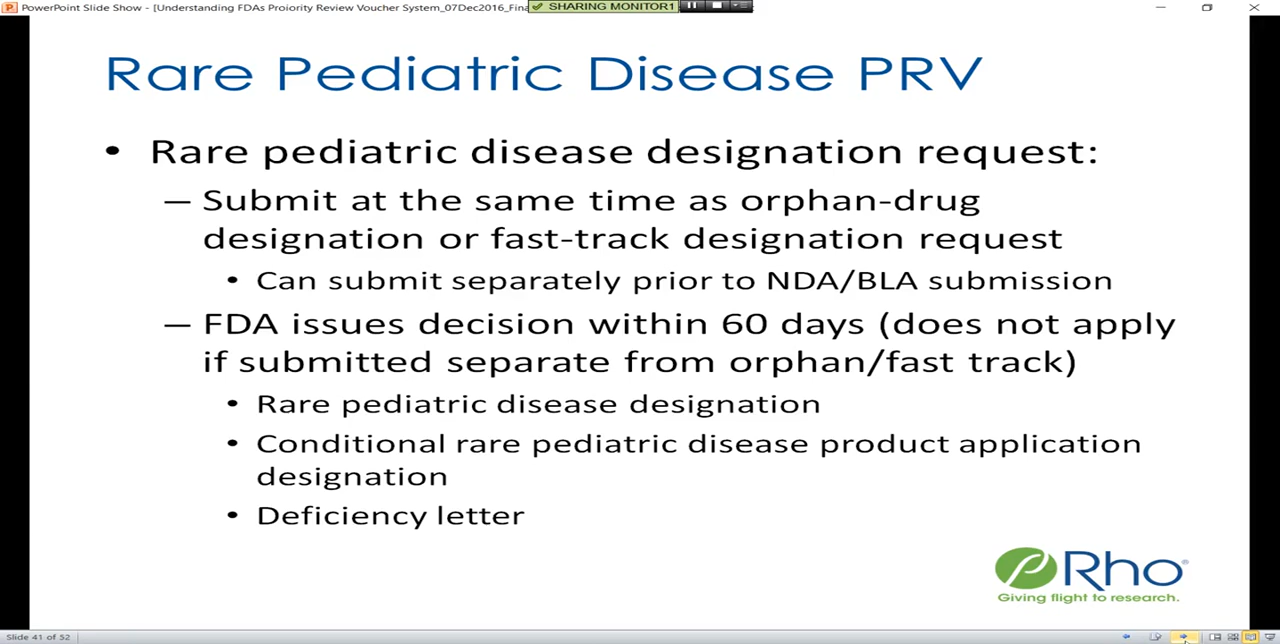 PowerPoint Slide Show - [Understanding FDAs Proiority Review Voucher System_07Dec2016_Fina
SHARING MONITOR1
Rare Pediatric Disease PRV
• Rare pediatric disease designation request:
– Submit at the same time as orphan-drug
designation or fast-track designation request
• Can submit separately prior to NDA/BLA submission
– FDA issues decision within 60 days (does not apply
if submitted separate from orphan/fast track)
• Rare pediatric disease designation
• Conditional rare pediatric disease product application
designation
• Deficiency letter
Rho®
Giving flight to research.
Slide 41 of 52